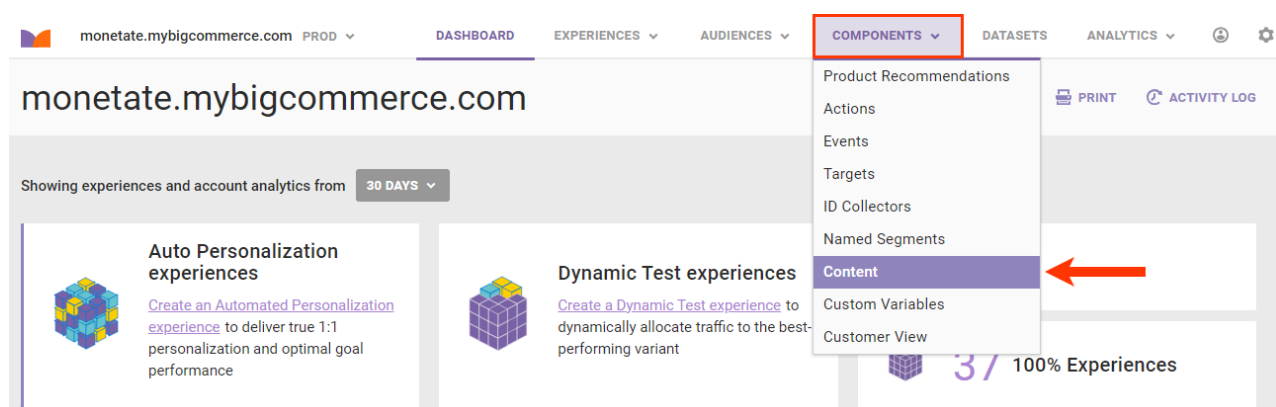 monetate.mybigcommerce.com PROD
DASHBOARD
EXPERIENCES
AUDIENCES
COMPONENTS
DATASETS
ANALYTICS
Product Recommendations
Actions
Events
Targets
ID Collectors
Named Segments
Content
Custom Variables
Customer View
monetate.mybigcommerce.com
PRINT
ACTIVITY LOG
Showing experiences and account analytics from 30 DAYS
Auto Personalization
experiences
Create an Automated Personalization
experience to deliver true 1:1
personalization and optimal goal
performance
Dynamic Test experiences
Create a Dynamic Test experience to
dynamically allocate traffic to the best-
performing variant
37 100% Experiences